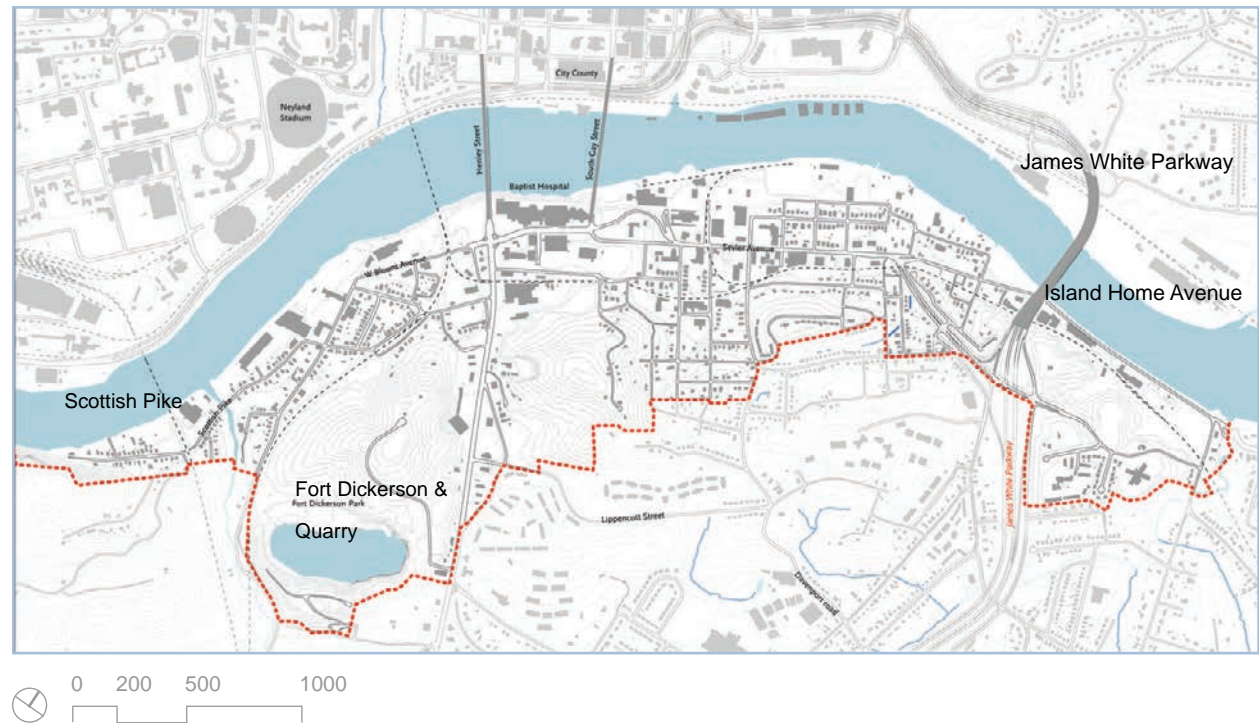 City County
Neyland
Stadium
Henley Street
South Gay Street
James White Parkway
Baptist Hospital
Sevier Avenue
W Blount Avenue
Island Home Avenue
Scottish Pike
Scottish Pike
Fort Dickerson &
Fort Dickerson Park
Quarry
James White Parkway
Lippencott Street
Davenport road
0 200 500 1000